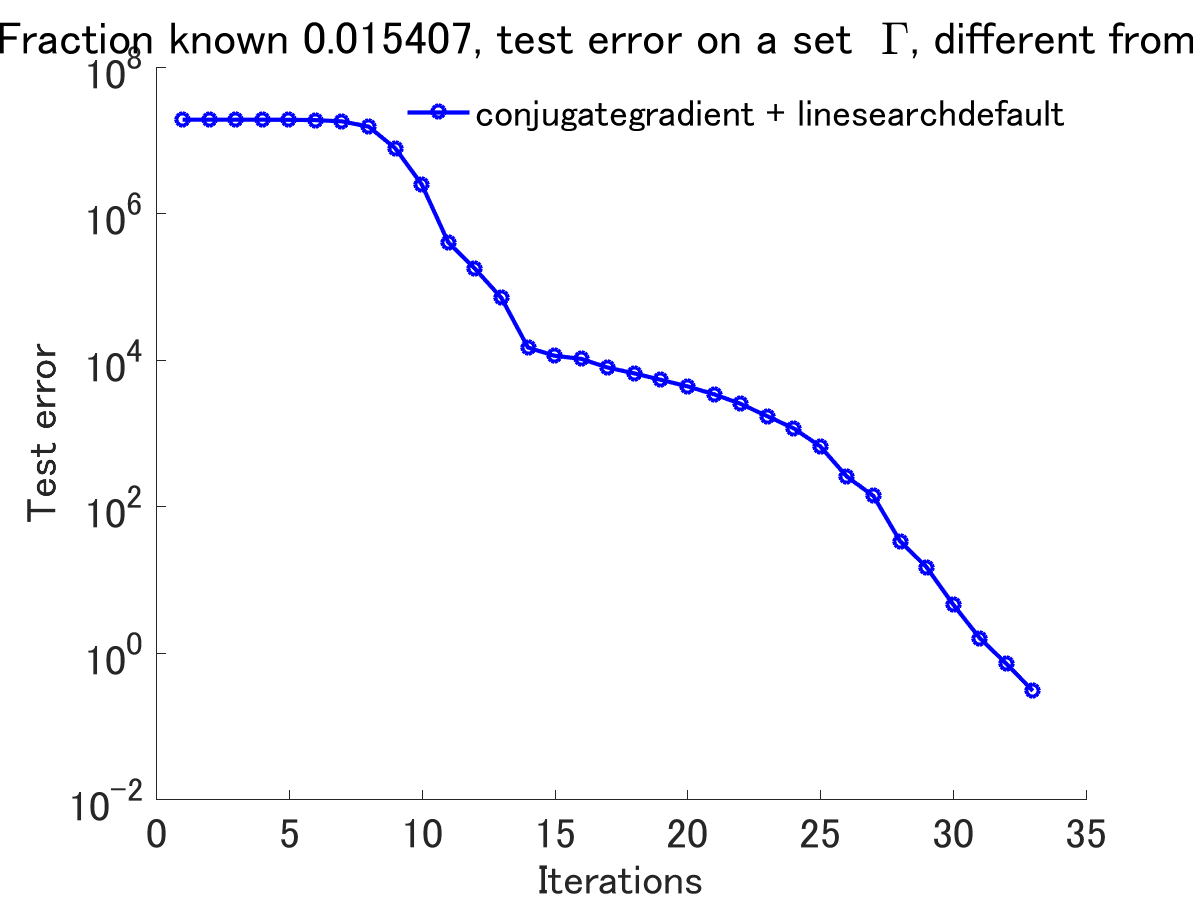 Fraction known 0.015407, test error on a set Γ, different from
10^8
10^6
10^4
10^2
10^0
10^-2
conjugategradient + linesearchdefault
Test error
0 5 10 15 20 25 30 35
Iterations